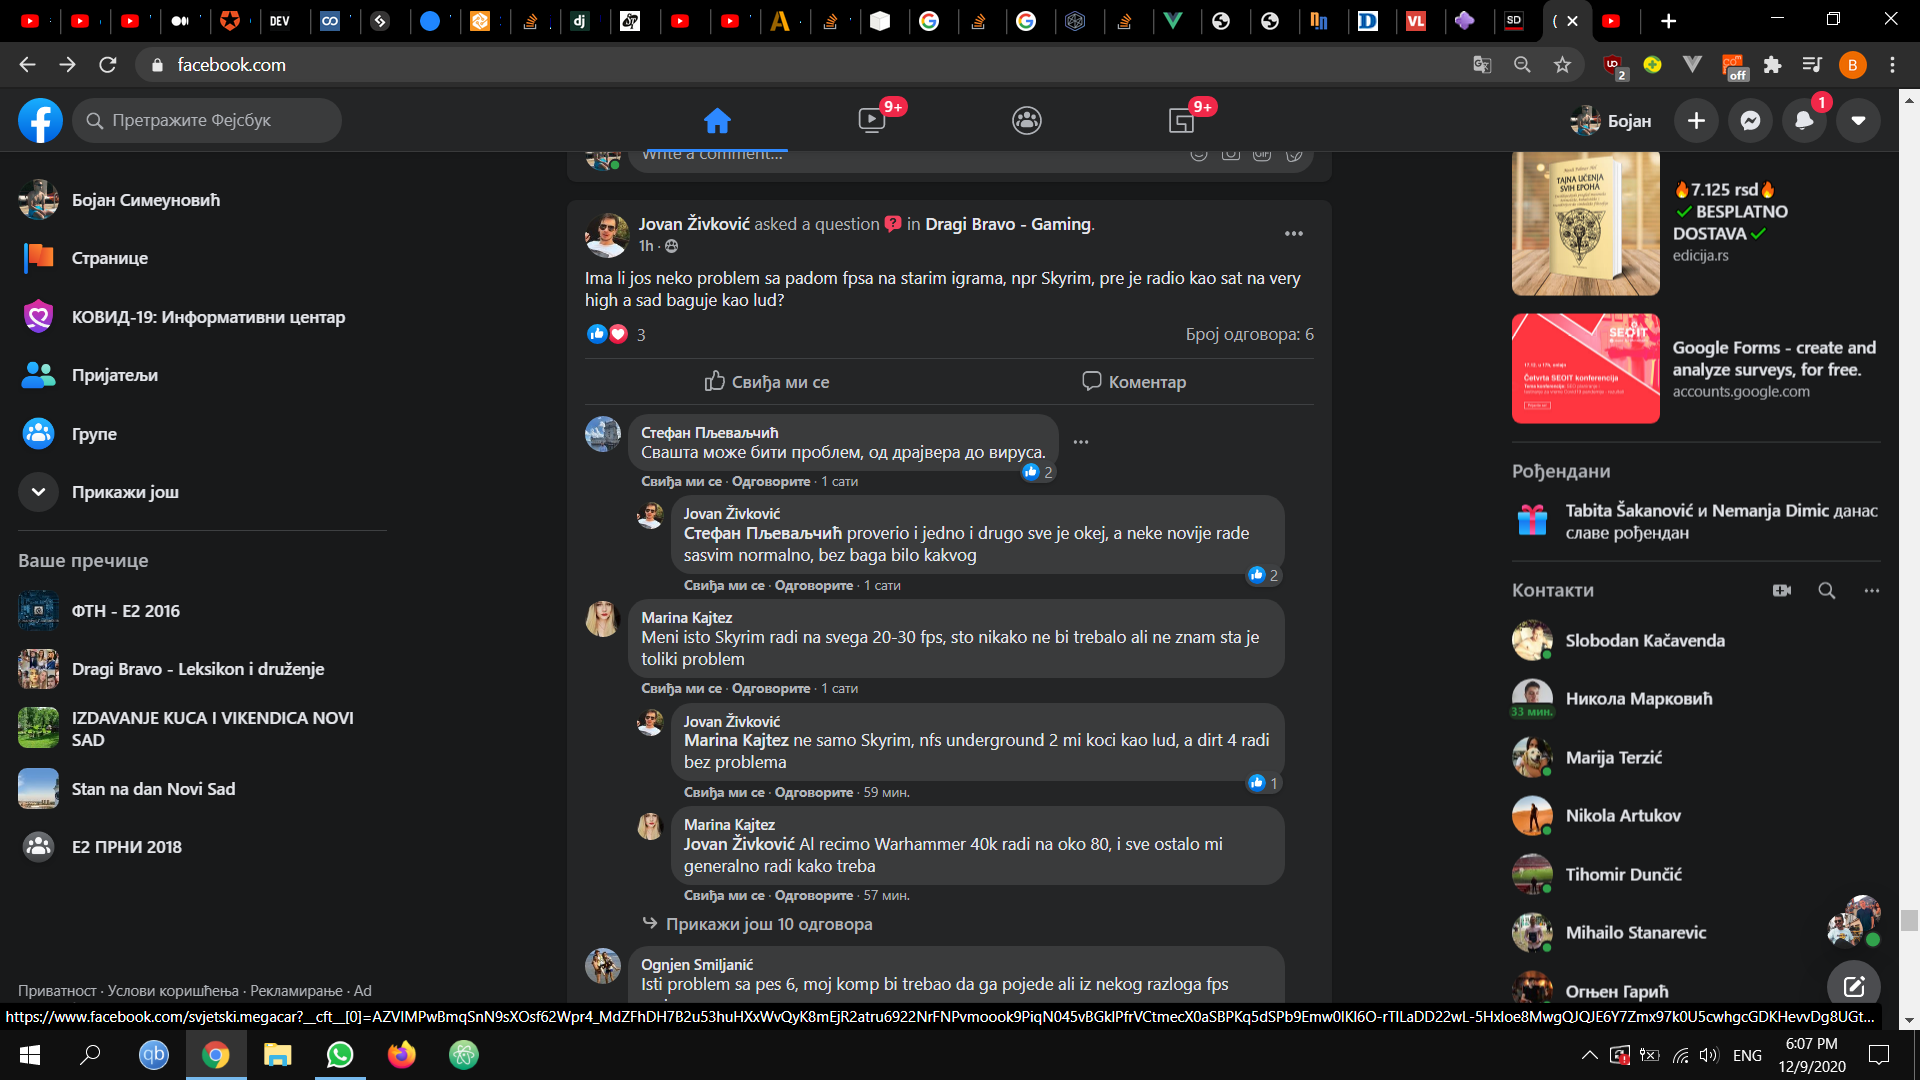 DEV
SD
VL
facebook.com
2
off
B
Претражите Фејсбук
9+
9+
Бојан
1
Бојан Симеуновић
Странице
КОВИД-19: Информативни центар
Пријатељи
Групе
Прикажи још
Ваше пречице
ФТН - Е2 2016
Dragi Bravo - Leksikon i druženje
IZDAVANJE KUCA I VIKENDICA NOVI
SAD
Stan na dan Novi Sad
Е2 ПРНИ 2018
Приватност · Услови коришћења · Рекламирање · Ad
Write a comment...
Jovan Živković asked a question in Dragi Bravo - Gaming.
1h ·
Ima li jos neko problem sa padom fpsa na starim igrama, npr Skyrim, pre je radio kao sat na very
high a sad baguje kao lud?
3
Број одговора: 6
Свиђа ми се
Коментар
Стефан Пљеваљчић
Свашта може бити проблем, од драјвера до вируса.
2
Свиђа ми се · Одговорите · 1 сати
Jovan Živković
Стефан Пљеваљчић proverio i jedno i drugo sve je okej, a neke novije rade
sasvim normalno, bez baga bilo kakvog
2
Свиђа ми се · Одговорите · 1 сати
Marina Kajtez
Meni isto Skyrim radi na svega 20-30 fps, sto nikako ne bi trebalo ali ne znam sta je
toliki problem
Свиђа ми се · Одговорите · 1 сати
Jovan Živković
Marina Kajtez ne samo Skyrim, nfs underground 2 mi koci kao lud, a dirt 4 radi
bez problema
1
Свиђа ми се · Одговорите · 59 мин.
Marina Kajtez
Jovan Živković Al recimo Warhammer 40k radi na oko 80, i sve ostalo mi
generalno radi kako treba
Свиђа ми се · Одговорите · 57 мин.
Прикажи још 10 одговора
Ognjen Smiljanić
Isti problem sa pes 6, moj komp bi trebao da ga pojede ali iz nekog razloga fps
TAJNA UČENJA
SVIH EPOHA
7.125 rsd
BESPLATNO
DOSTAVA
edicija.rs
SEOIT
Četvrta SEOIT konferencija
Google Forms - create and
analyze surveys, for free.
accounts.google.com
Рођендани
Tabita Šakanović и Nemanja Dimic данас
славе рођендан
Контакти
Slobodan Kačavenda
Никола Марковић
33 мин.
Marija Terzić
Nikola Artukov
Tihomir Dunčić
Mihailo Stanarevic
Огњен Гарић
ENG
6:07 PM
12/9/2020